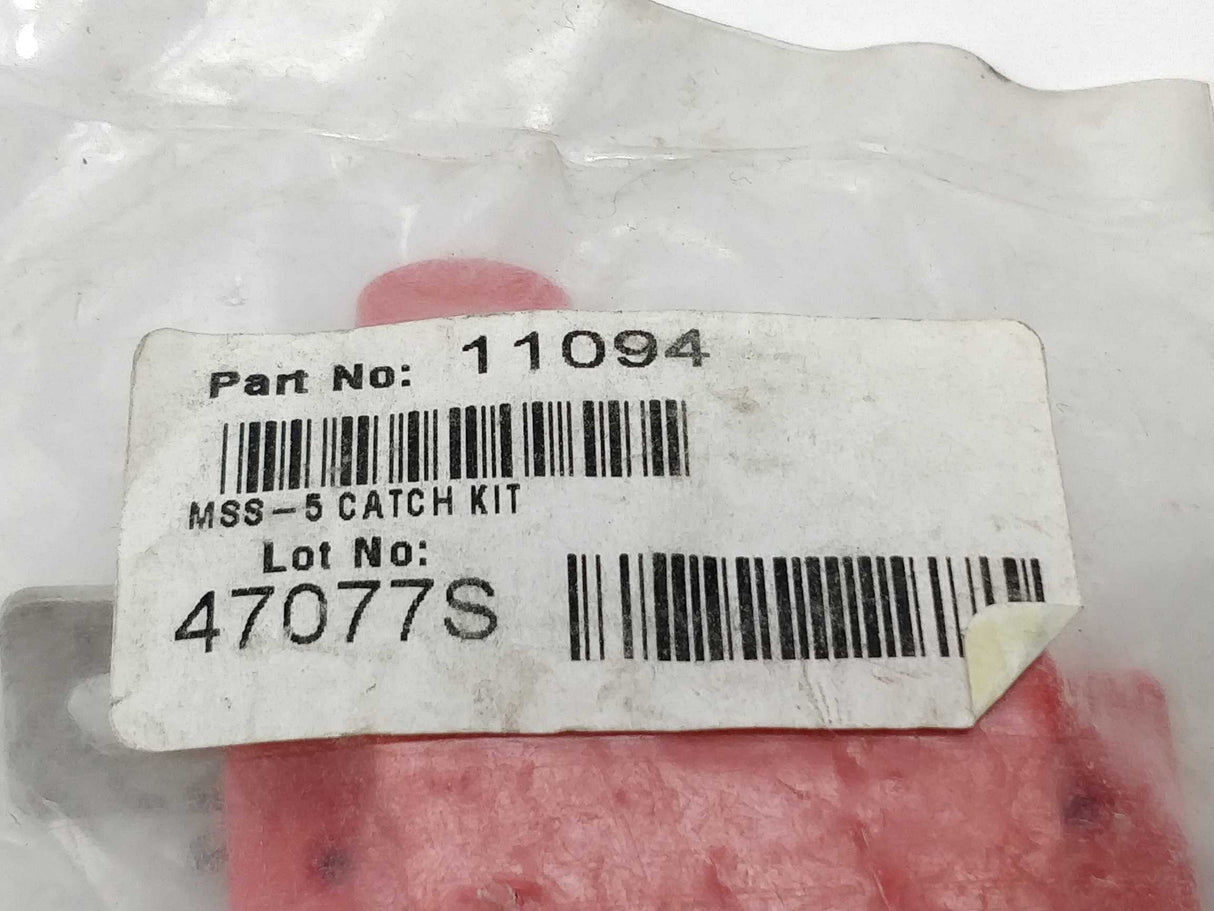 Part No: 11094
MSS-5 CATCH KIT
Lot No:
47077S